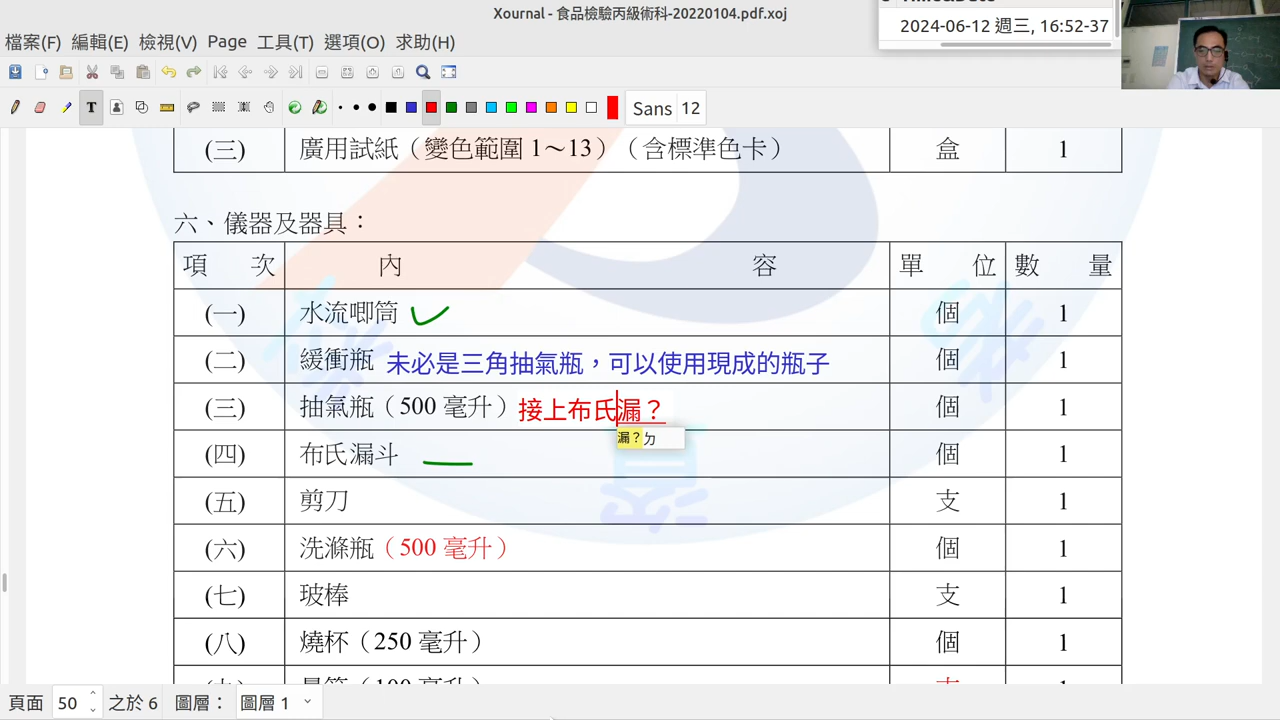 Xournal - 食品檢驗丙級術科-20220104.pdf.xoj
2024-06-12 週三, 16:52-37
檔案(F) 編輯(E) 檢視(V) Page 工具(T) 選項(O) 求助(H)
T Sans 12
(三) 廣用試紙（變色範圍 1～13）（含標準色卡） 盒 1
六、儀器及器具：
項 次 內 容 單 位 數 量
(一) 水流唧筒 個 1
(二) 緩衝瓶 未必是三角抽氣瓶，可以使用現成的瓶子 個 1
(三) 抽氣瓶（500 毫升）接上布氏漏？ 個 1
漏？ㄉ
(四) 布氏漏斗 個 1
(五) 剪刀 支 1
(六) 洗滌瓶（500 毫升） 個 1
(七) 玻棒 支 1
(八) 燒杯（250 毫升） 個 1
頁面 50 之於 6 圖層： 圖層 1